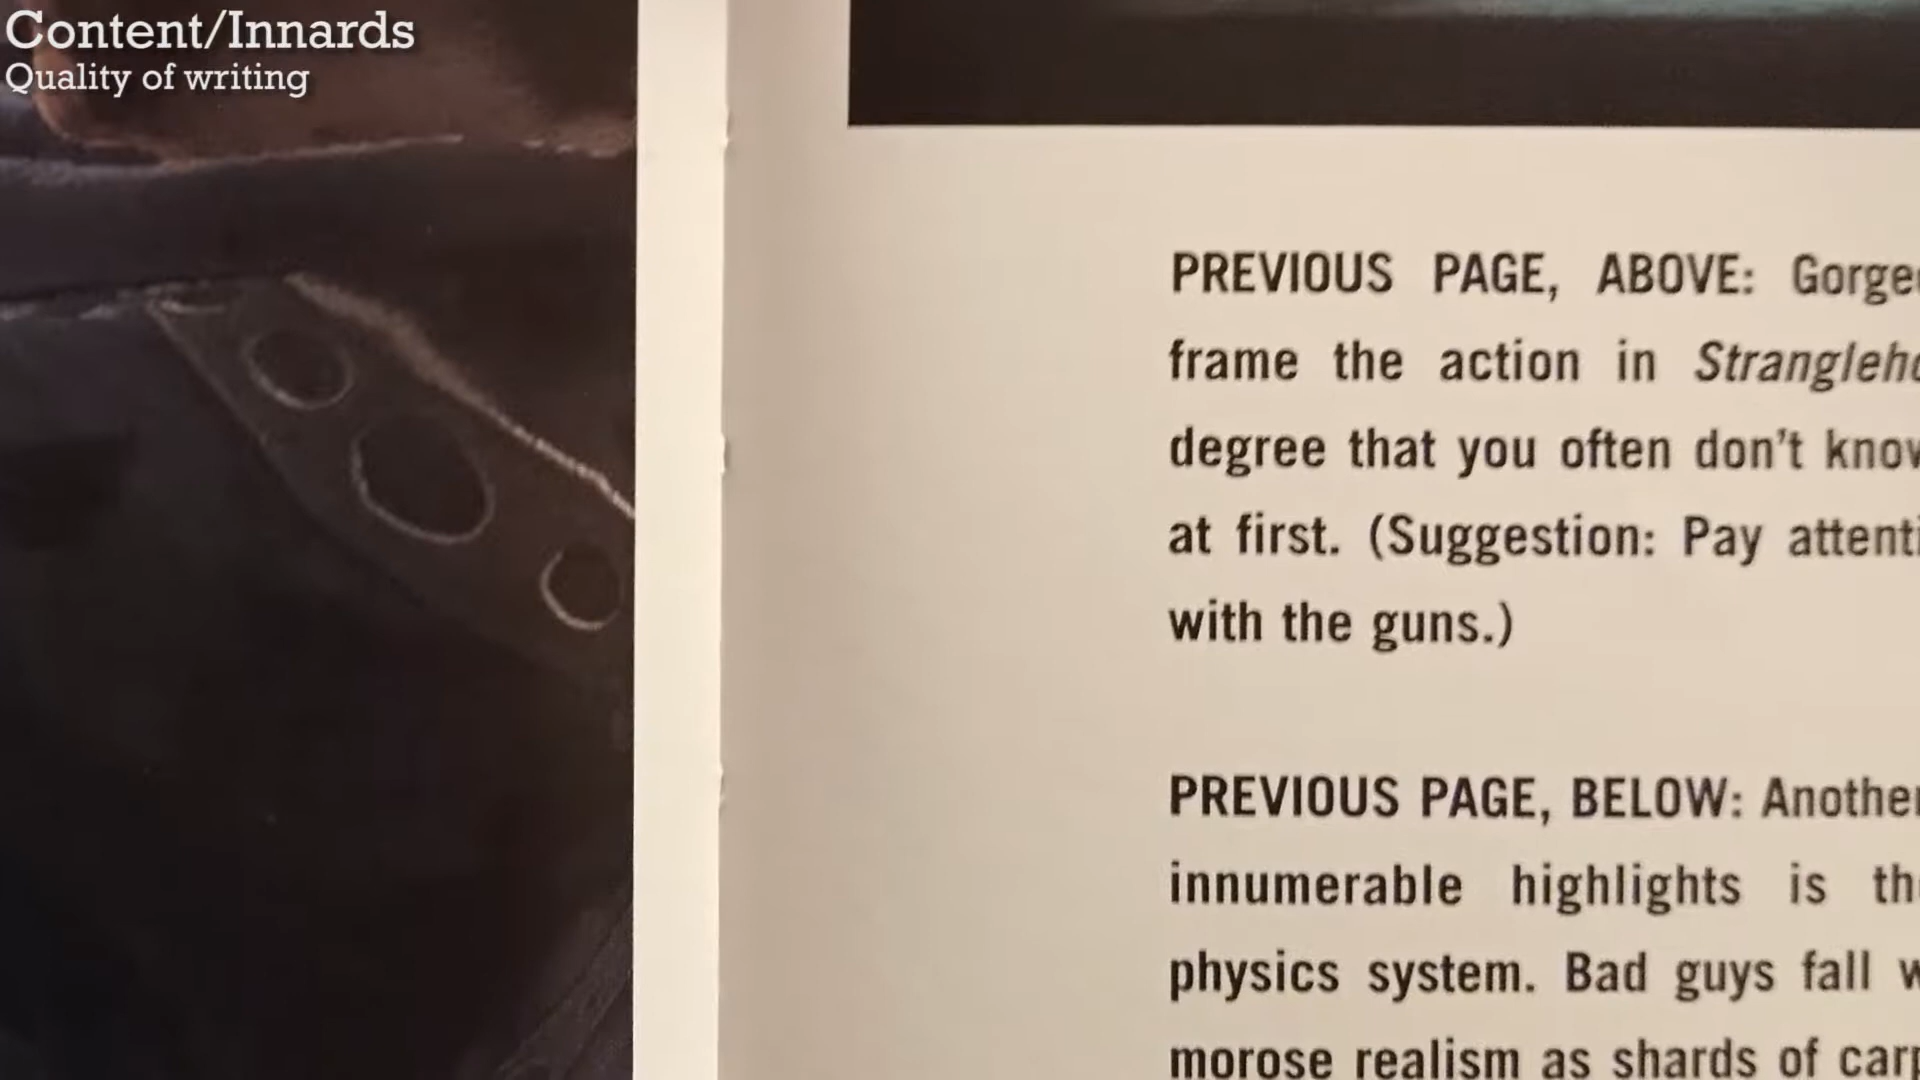 Content/Innards
Quality of writing
PREVIOUS PAGE, ABOVE:
frame the action in
degree that you often don't
at first. (Suggestion: Pay
with the guns.)
PREVIOUS PAGE, BELOW:
innumerable highlights is
physics system. Bad guys fall
morose realism as shards of